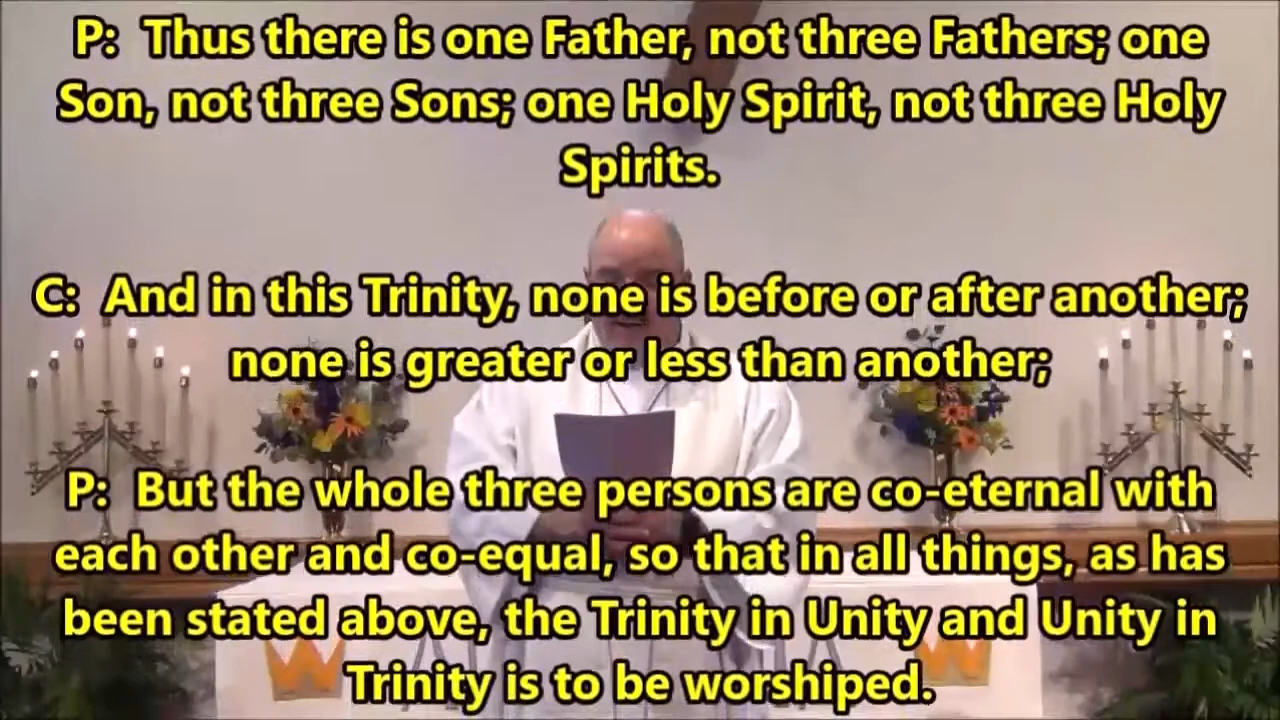 P: Thus there is one Father, not three Fathers; one
Son, not three Sons; one Holy Spirit, not three Holy
Spirits.
C: And in this Trinity, none is before or after another;
none is greater or less than another;
P: But the whole three persons are co-eternal with
each other and co-equal, so that in all things, as has
been stated above, the Trinity in Unity and Unity in
Trinity is to be worshiped.